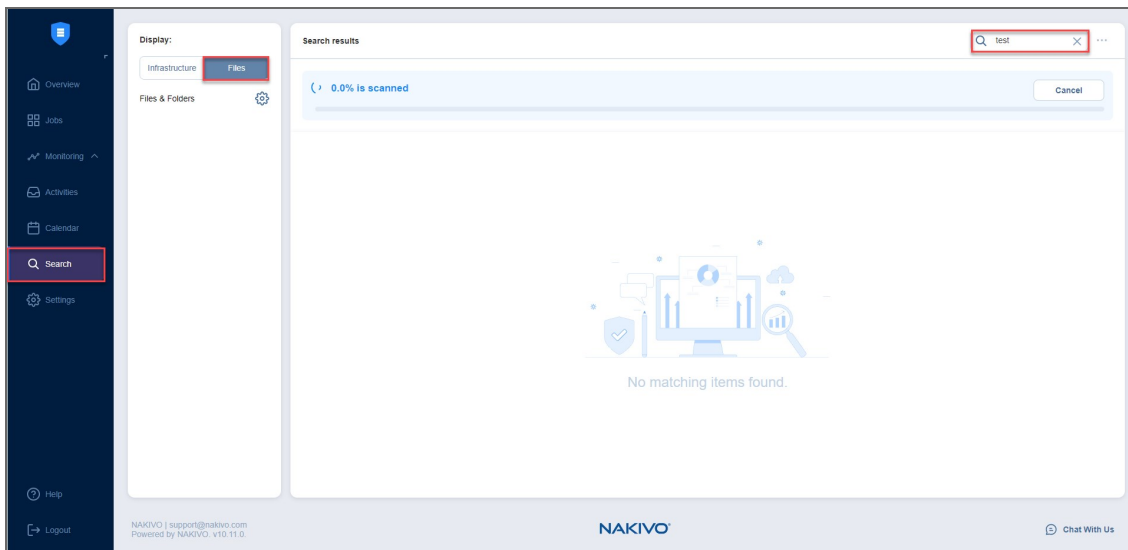 Overview
Jobs
Monitoring
Activities
Calendar
Search
Settings
Help
Logout
Display:
Infrastructure Files
Files & Folders
Search results
test
0.0% is scanned
Cancel
No matching items found.
NAKIVO | support@nakivo.com
Powered by NAKIVO. v10.11.0.
NAKIVO®
Chat With Us